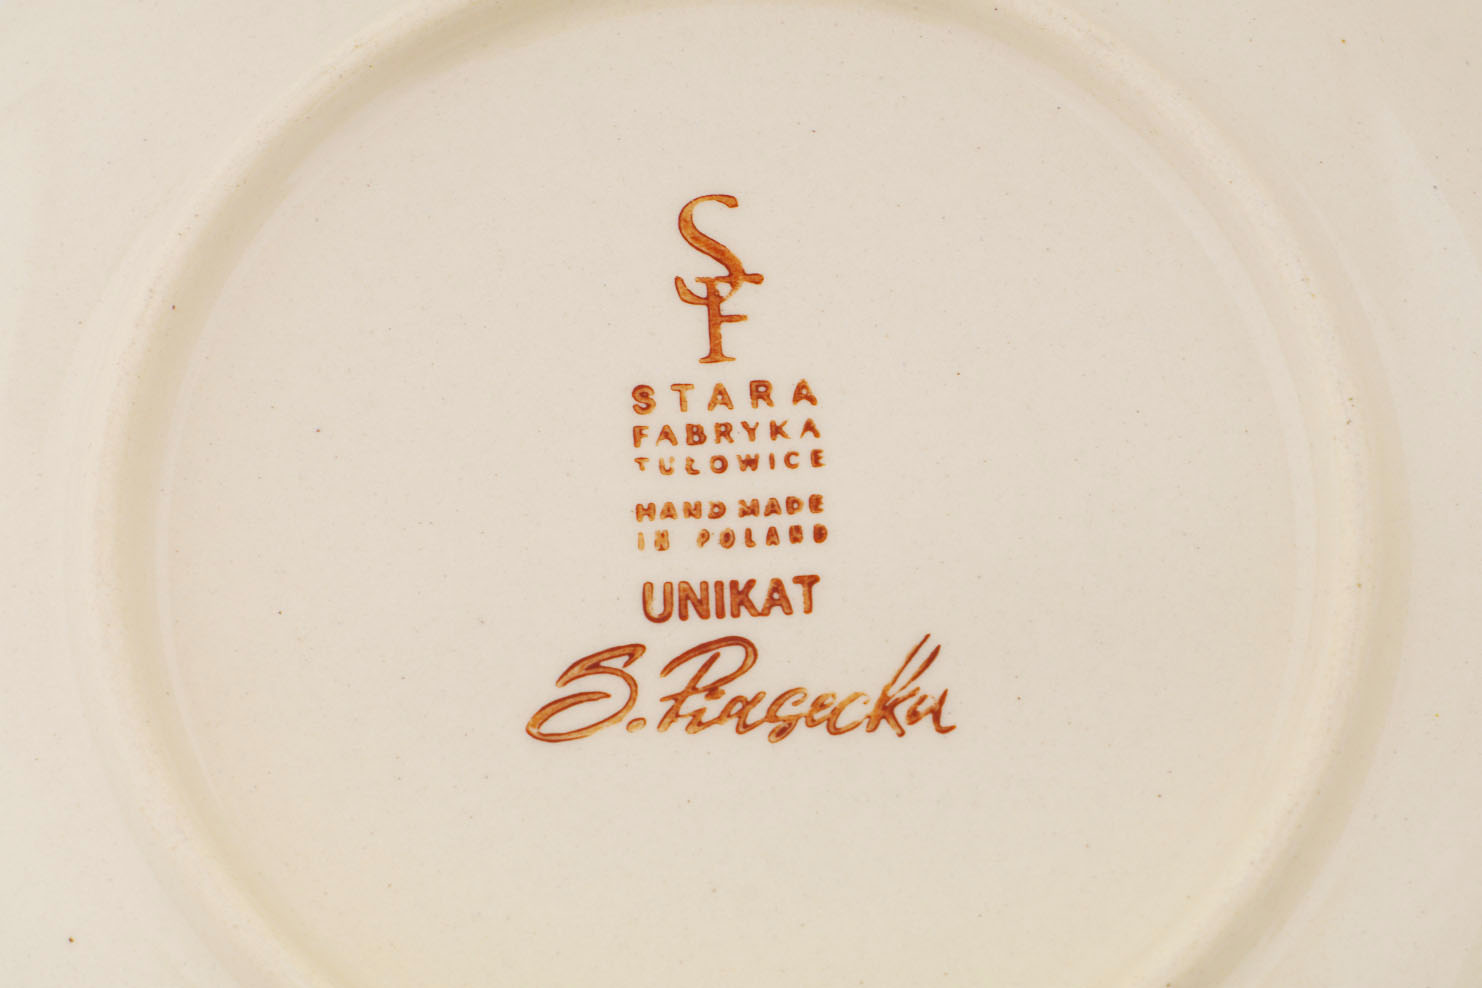 SF
STARA
FABRYKA
TUŁOWICE
HAND MADE
IN POLAND
UNIKAT
S. Piasecka